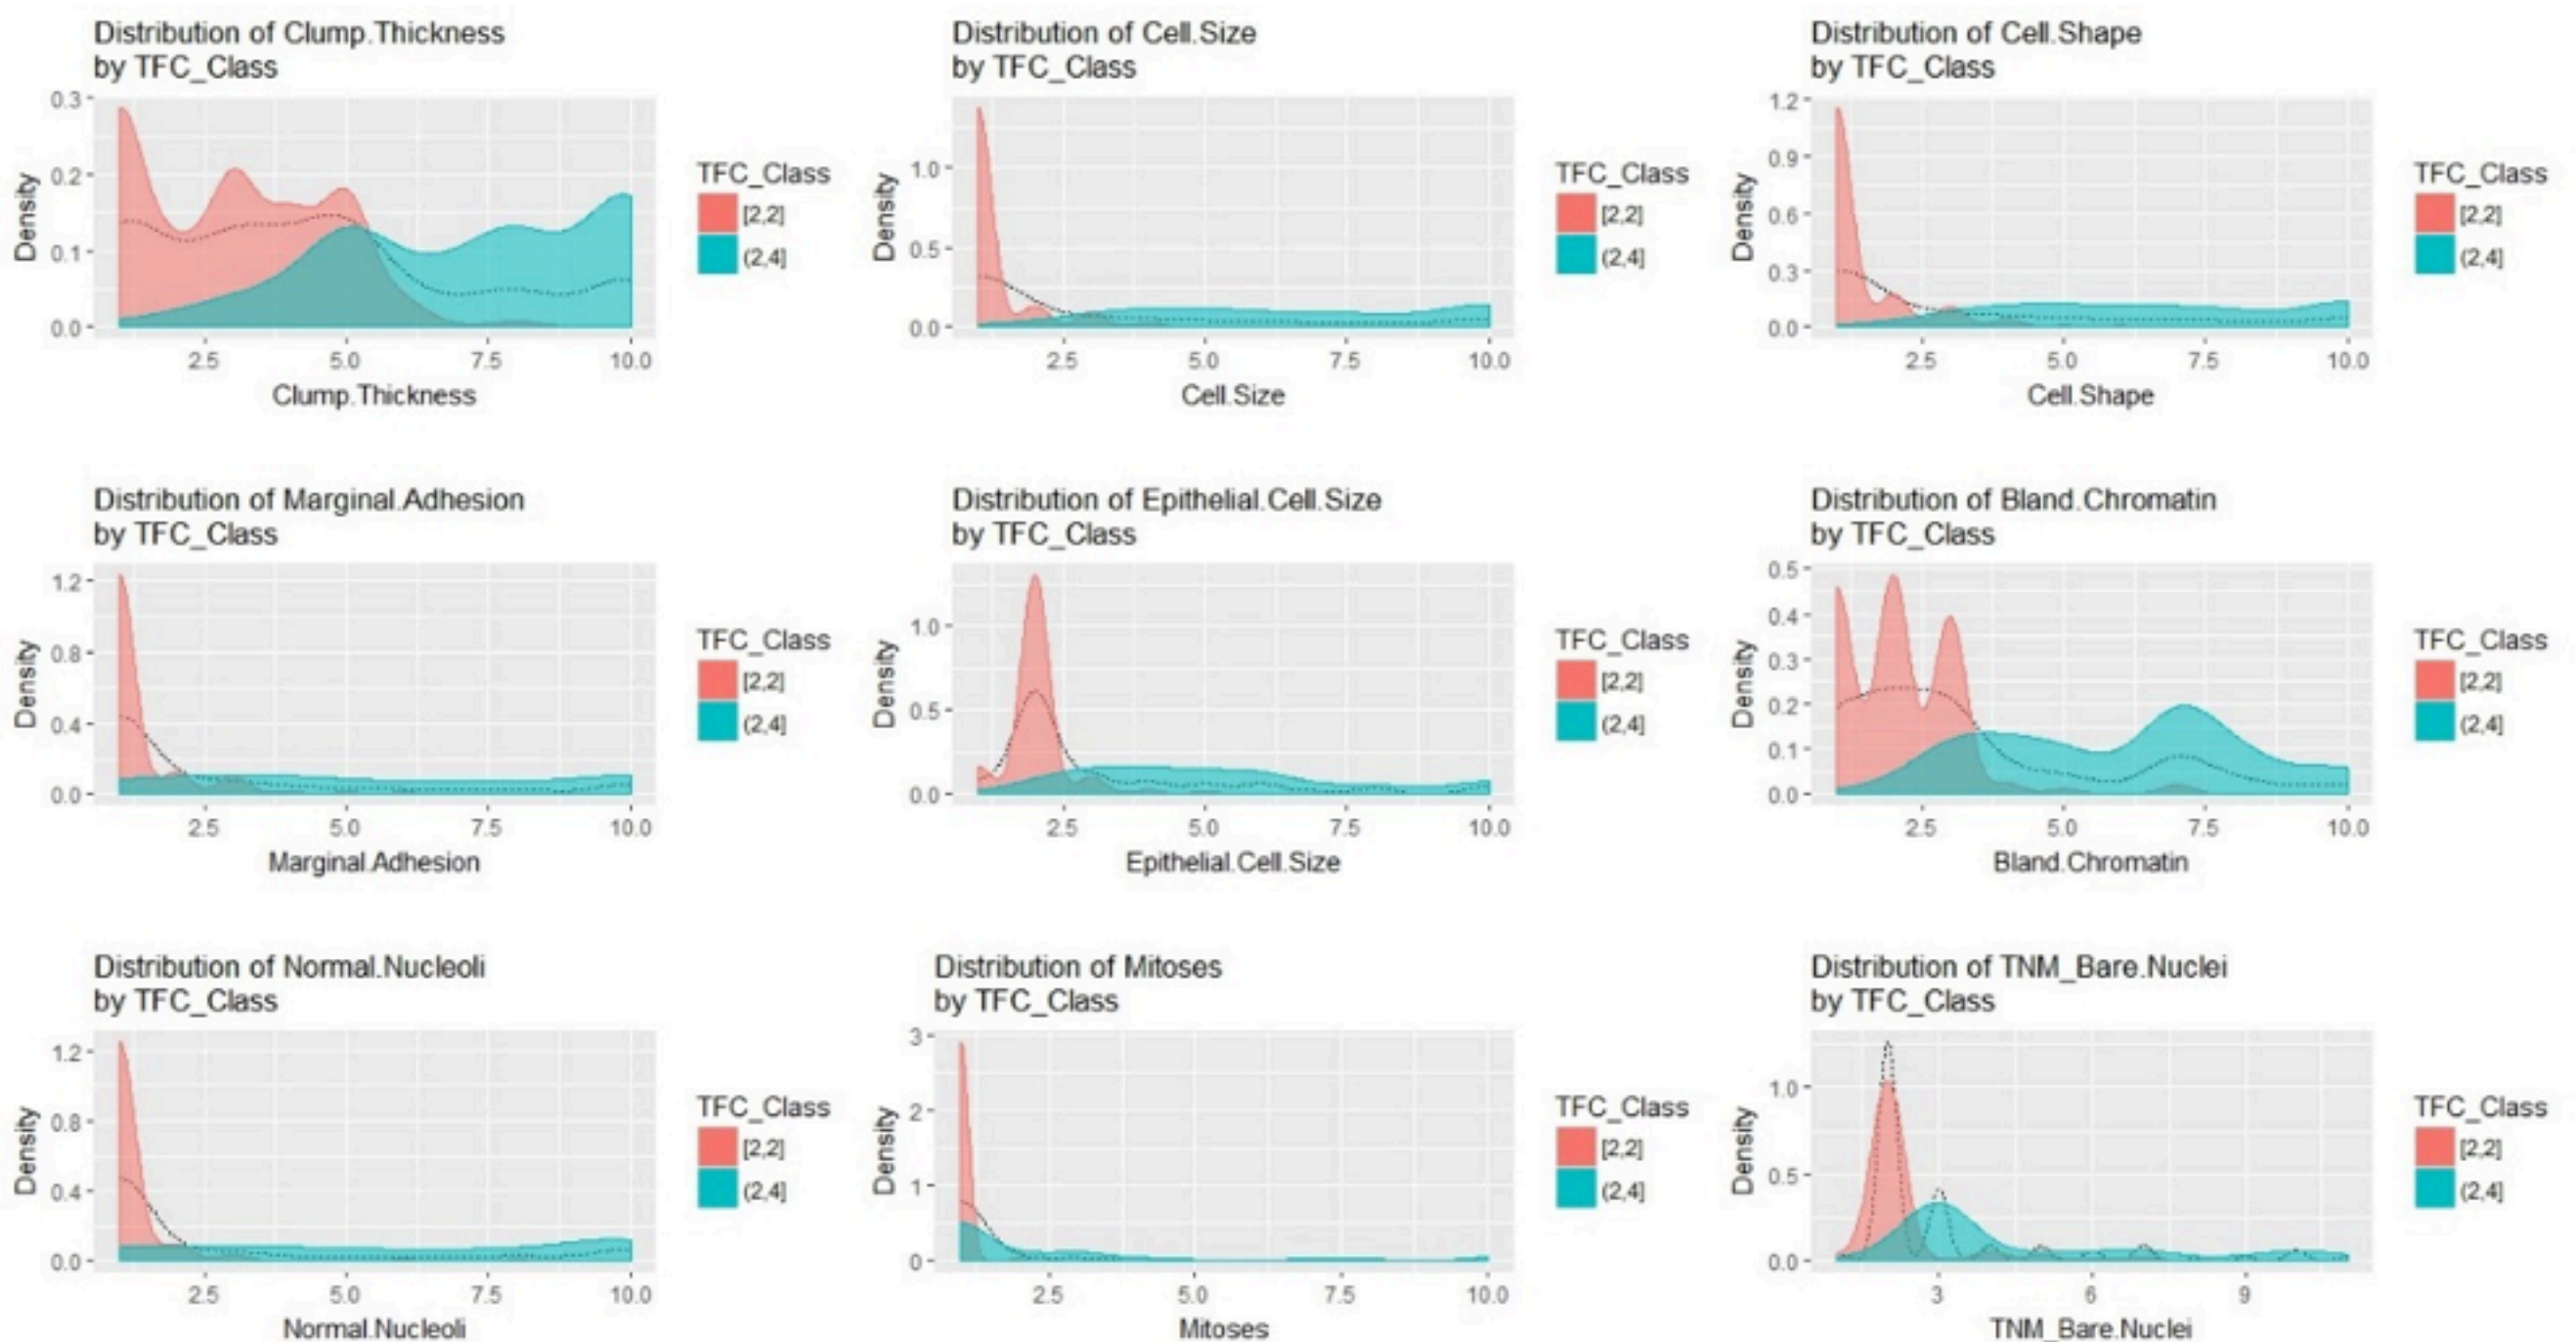 Distribution of Clump.Thickness
by TFC_Class
0.3
0.2
0.1
0.0
Density
2.5 5.0 7.5 10.0
Clump.Thickness
TFC_Class
[2,2]
(2,4]
Distribution of Cell.Size
by TFC_Class
1.0
0.5
0.0
Density
2.5 5.0 7.5 10.0
Cell.Size
TFC_Class
[2,2]
(2,4]
Distribution of Cell.Shape
by TFC_Class
1.2
0.9
0.6
0.3
0.0
Density
2.5 5.0 7.5 10.0
Cell.Shape
TFC_Class
[2,2]
(2,4]
Distribution of Marginal.Adhesion
by TFC_Class
1.2
0.8
0.4
0.0
Density
2.5 5.0 7.5 10.0
Marginal.Adhesion
TFC_Class
[2,2]
(2,4]
Distribution of Epithelial.Cell.Size
by TFC_Class
1.0
0.5
0.0
Density
2.5 5.0 7.5 10.0
Epithelial.Cell.Size
TFC_Class
[2,2]
(2,4]
Distribution of Bland.Chromatin
by TFC_Class
0.5
0.4
0.3
0.2
0.1
0.0
Density
2.5 5.0 7.5 10.0
Bland.Chromatin
TFC_Class
[2,2]
(2,4]
Distribution of Normal.Nucleoli
by TFC_Class
1.2
0.8
0.4
0.0
Density
2.5 5.0 7.5 10.0
Normal.Nucleoli
TFC_Class
[2,2]
(2,4]
Distribution of Mitoses
by TFC_Class
3
2
1
0
Density
2.5 5.0 7.5 10.0
Mitoses
TFC_Class
[2,2]
(2,4]
Distribution of TNM_Bare.Nuclei
by TFC_Class
1.0
0.5
0.0
Density
3 6 9
TNM_Bare.Nuclei
TFC_Class
[2,2]
(2,4]